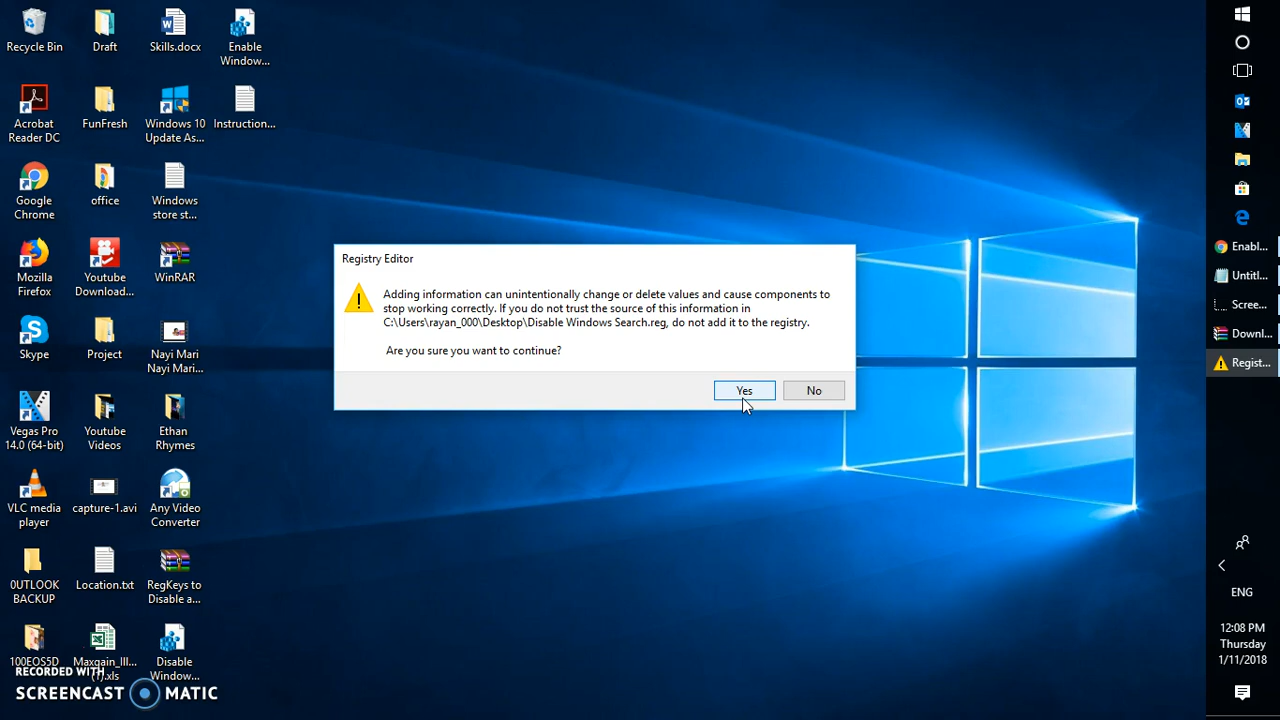 Recycle Bin
Draft
Skills.docx
Enable
Window...
Acrobat
Reader DC
FunFresh
Windows 10
Update As...
Instruction...
Google
Chrome
office
Windows
store st...
Mozilla
Firefox
Youtube
Download...
WinRAR
Skype
Project
Nayi Mari
Nayi Mari...
Vegas Pro
14.0 (64-bit)
Youtube
Videos
Ethan
Rhymes
VLC media
player
capture-1.avi
Any Video
Converter
0UTLOOK
BACKUP
Location.txt
RegKeys to
Disable a...
100EOS5D
Maxgain_III...
(1).xls
Disable
Window...
RECORDED WITH
SCREENCAST MATIC
Registry Editor
Adding information can unintentionally change or delete values and cause components to
stop working correctly. If you do not trust the source of this information in
C:\Users\rayan_000\Desktop\Disable Windows Search.reg, do not add it to the registry.
Are you sure you want to continue?
Yes
No
Enabl...
Untitl...
Scree...
Downl...
Regist...
ENG
12:08 PM
Thursday
1/11/2018